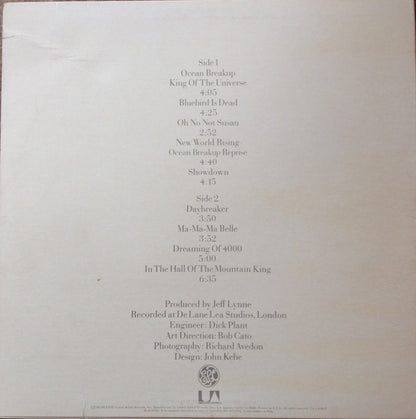 Side 1
Ocean Breakup
King Of The Universe
4:05
Bluebird Is Dead
4:25
Oh No Not Susan
2:52
New World Rising
Ocean Breakup Reprise
4:40
Showdown
4:15
Side 2
Daybreaker
3:50
Ma-Ma-Ma Belle
3:52
Dreaming Of 4000
5:00
In The Hall Of The Mountain King
6:35
Produced by Jeff Lynne
Recorded at De Lane Lea Studios, London
Engineer: Dick Plant
Art Direction: Bob Cato
Photography: Richard Avedon
Design: John Kehe
UA